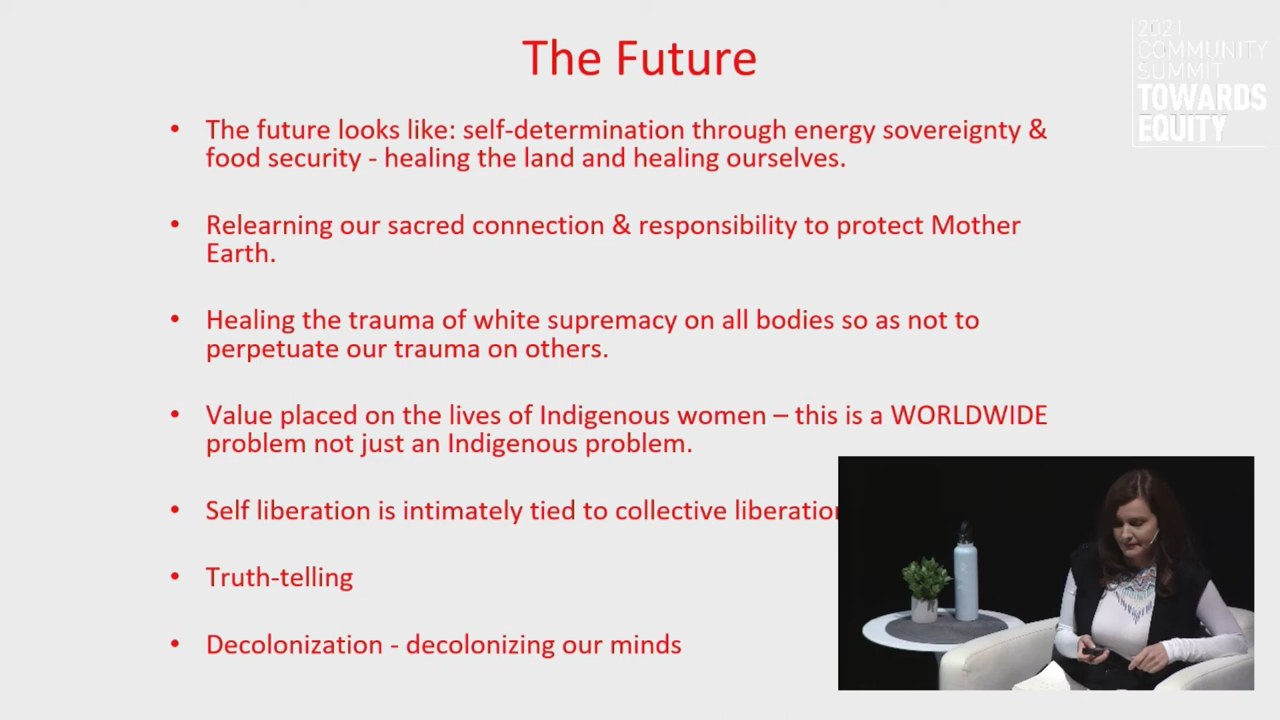 The Future
2021
COMMUNITY
SUMMIT
TOWARDS
EQUITY
• The future looks like: self-determination through energy sovereignty &
food security - healing the land and healing ourselves.
• Relearning our sacred connection & responsibility to protect Mother
Earth.
• Healing the trauma of white supremacy on all bodies so as not to
perpetuate our trauma on others.
• Value placed on the lives of Indigenous women – this is a WORLDWIDE
problem not just an Indigenous problem.
• Self liberation is intimately tied to collective liberation
• Truth-telling
• Decolonization - decolonizing our minds